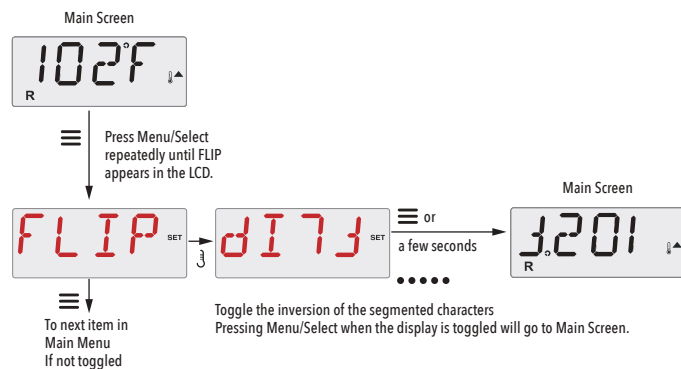 Main Screen
102°F
R
Press Menu/Select
repeatedly until FLIP
appears in the LCD.
Main Screen
FLIP SET
dI7J SET
or
a few seconds
J.201
R
To next item in
Main Menu
If not toggled
Toggle the inversion of the segmented characters
Pressing Menu/Select when the display is toggled will go to Main Screen.